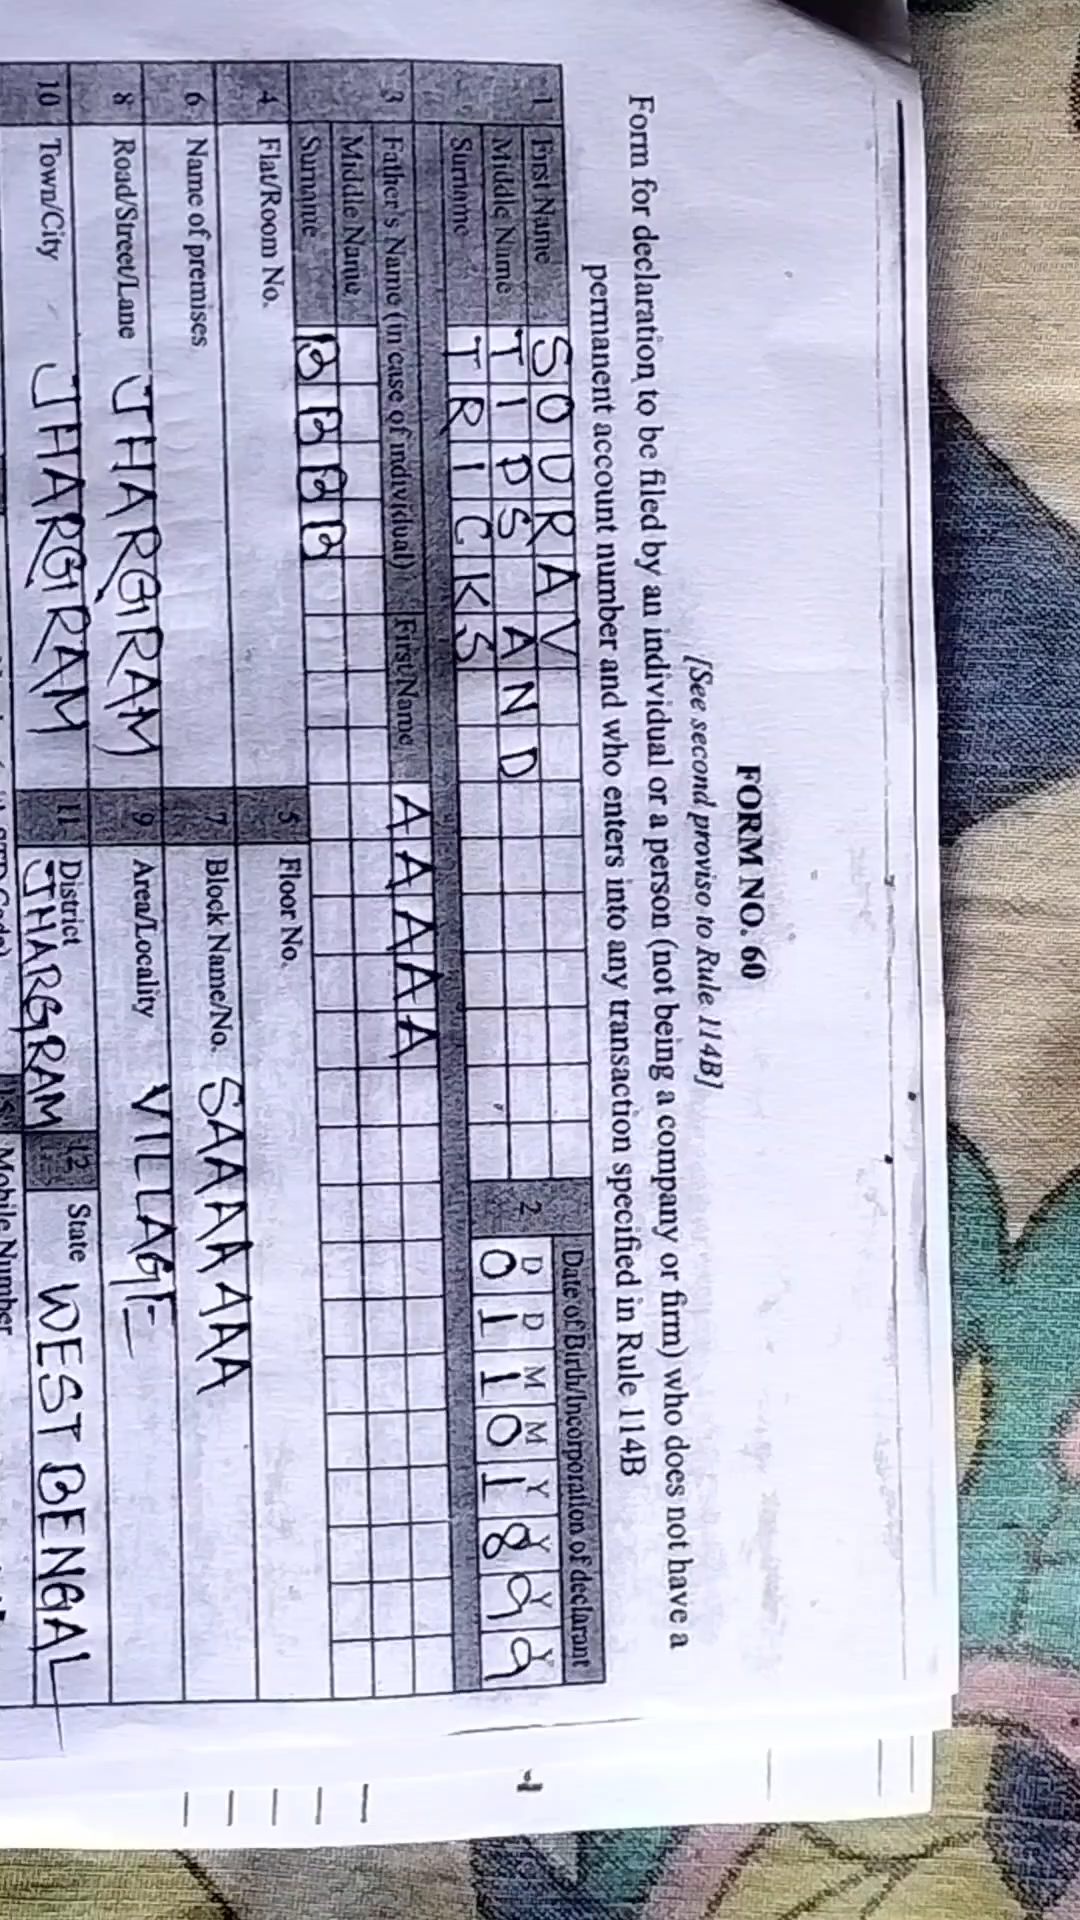 FORM NO. 60
[See second proviso to Rule 114B]
Form for declaration to be filed by an individual or a person (not being a company or firm) who does not have a
permanent account number and who enters into any transaction specified in Rule 114B
1 First Name SOURAV
Middle Name TIPS AND
Surname TRICKS
2 Date of Birth/Incorporation of declarant
D D M M Y Y Y Y
0 1 1 0 1 8 9 9
3 Father's Name (in case of individual) First Name AAAAA
Middle Name
Surname BBBB
4 Flat/Room No. 5 Floor No.
6 Name of premises 7 Block Name/No. SAAAAAAA
8 Road/Street/Lane JHARGRAM 9 Area/Locality VILLAGE
10 Town/City JHARGRAM 11 District JHARGRAM 12 State WEST BENGAL
Mobile Number